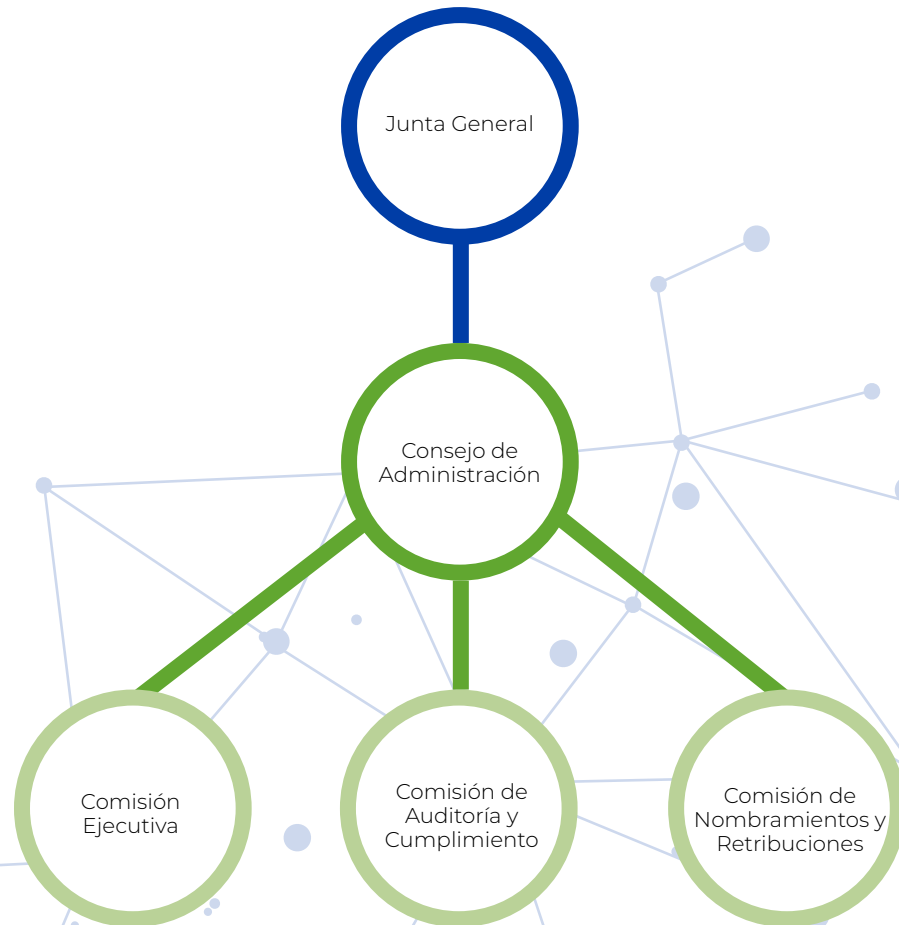 Junta General
Consejo de
Administración
Comisión
Ejecutiva
Comisión de
Auditoría y
Cumplimiento
Comisión de
Nombramientos y
Retribuciones